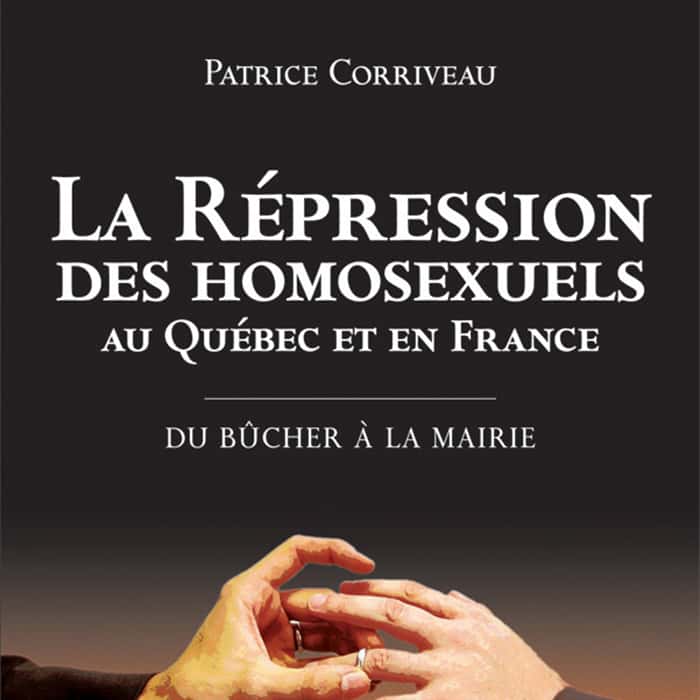 Patrice Corriveau
La Répression
des homosexuels
au Québec et en France
du bûcher à la mairie